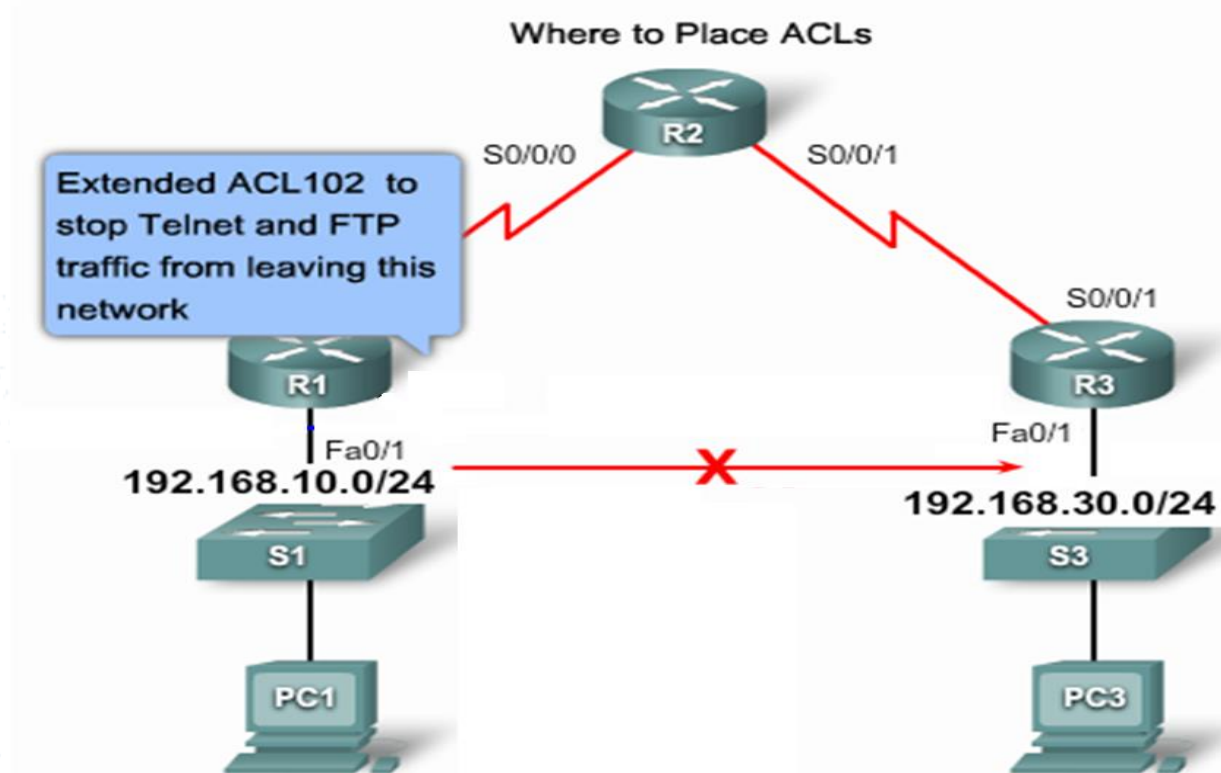 Where to Place ACLs
R2
S0/0/0
S0/0/1
Extended ACL102 to
stop Telnet and FTP
traffic from leaving this
network
S0/0/1
R1
R3
Fa0/1
Fa0/1
192.168.10.0/24
192.168.30.0/24
S1
S3
PC1
PC3